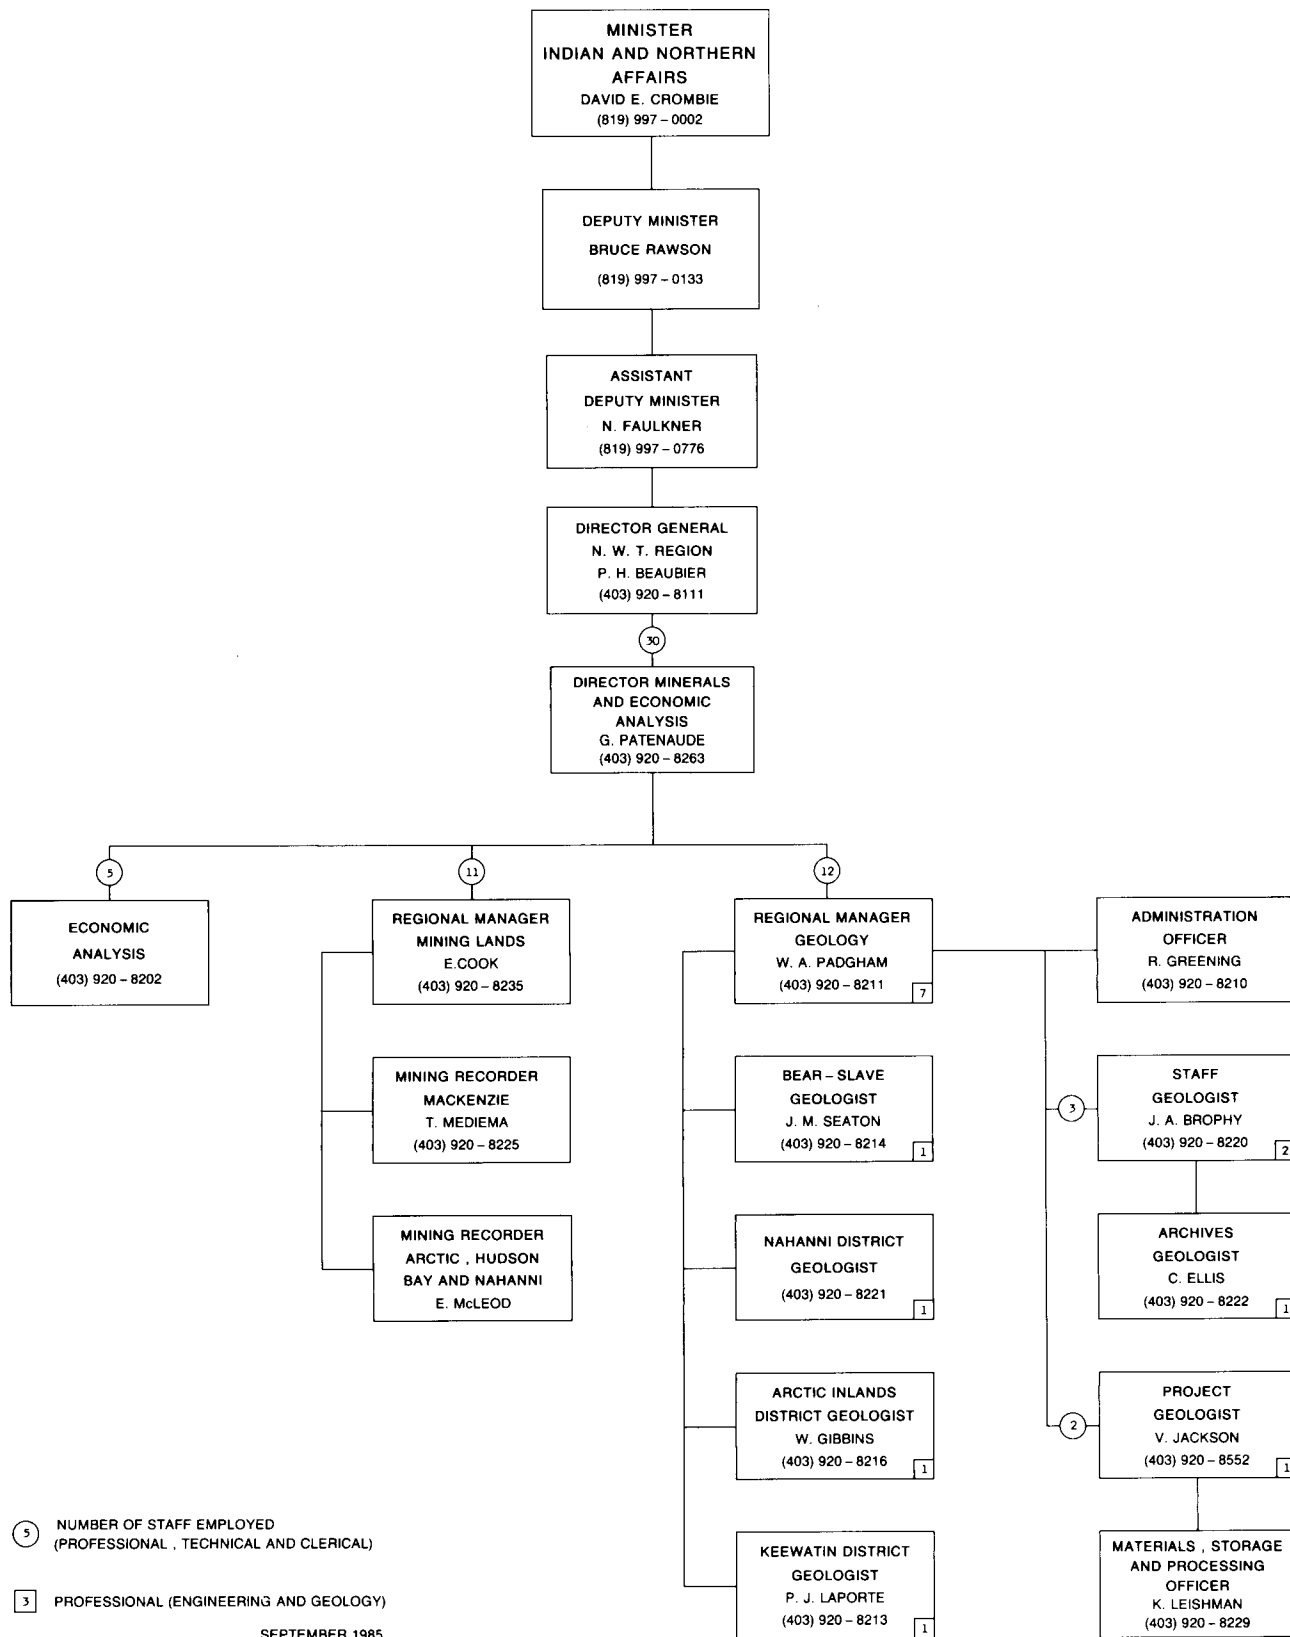 MINISTER
INDIAN AND NORTHERN
AFFAIRS
DAVID E. CROMBIE
(819) 997-0002
DEPUTY MINISTER
BRUCE RAWSON
(819) 997-0133
ASSISTANT
DEPUTY MINISTER
N. FAULKNER
(819) 997-0776
DIRECTOR GENERAL
N. W. T. REGION
P. H. BEAUBIER
(403) 920-8111
30
DIRECTOR MINERALS
AND ECONOMIC
ANALYSIS
G. PATENAUDE
(403) 920-8263
5
ECONOMIC
ANALYSIS
(403) 920-8202
11
REGIONAL MANAGER
MINING LANDS
E.COOK
(403) 920-8235
MINING RECORDER
MACKENZIE
T. MEDIEMA
(403) 920-8225
MINING RECORDER
ARCTIC , HUDSON
BAY AND NAHANNI
E. McLEOD
12
REGIONAL MANAGER
GEOLOGY
W. A. PADGHAM
(403) 920-8211
7
BEAR-SLAVE
GEOLOGIST
J. M. SEATON
(403) 920-8214
1
NAHANNI DISTRICT
GEOLOGIST
(403) 920-8221
1
ARCTIC INLANDS
DISTRICT GEOLOGIST
W. GIBBINS
(403) 920-8216
1
KEEWATIN DISTRICT
GEOLOGIST
P. J. LAPORTE
(403) 920-8213
1
ADMINISTRATION
OFFICER
R. GREENING
(403) 920-8210
3
STAFF
GEOLOGIST
J. A. BROPHY
(403) 920-8220
2
ARCHIVES
GEOLOGIST
C. ELLIS
(403) 920-8222
1
2
PROJECT
GEOLOGIST
V. JACKSON
(403) 920-8552
1
MATERIALS , STORAGE
AND PROCESSING
OFFICER
K. LEISHMAN
(403) 920-8229
5
NUMBER OF STAFF EMPLOYED
(PROFESSIONAL , TECHNICAL AND CLERICAL)
3
PROFESSIONAL (ENGINEERING AND GEOLOGY)
SEPTEMBER 1985